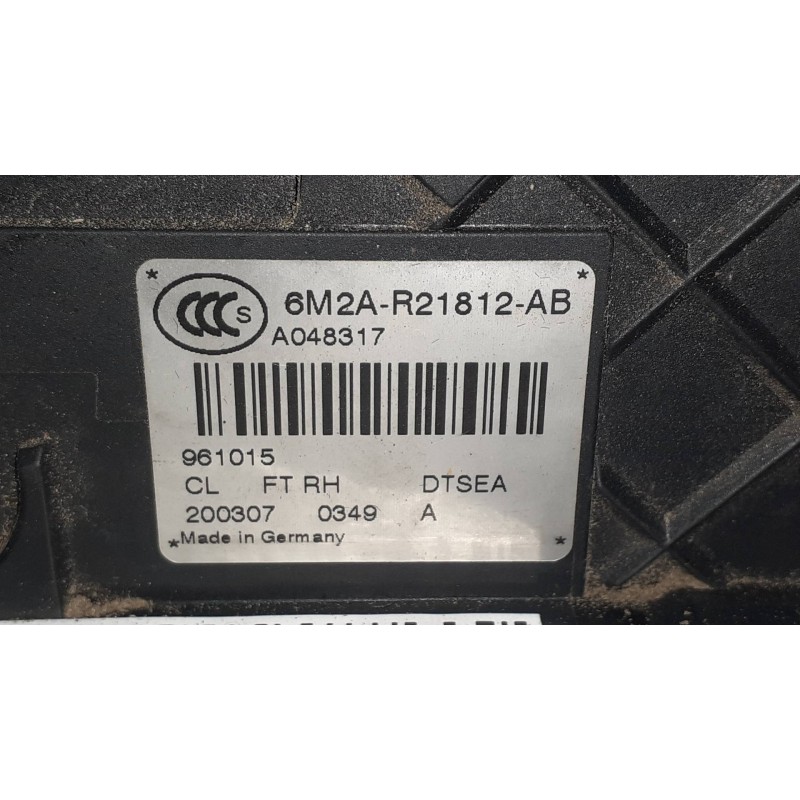 * *
CCC S 6M2A-R21812-AB
A048317
961015
CL FT RH DTSEA
200307 0349 A
*Made in Germany *